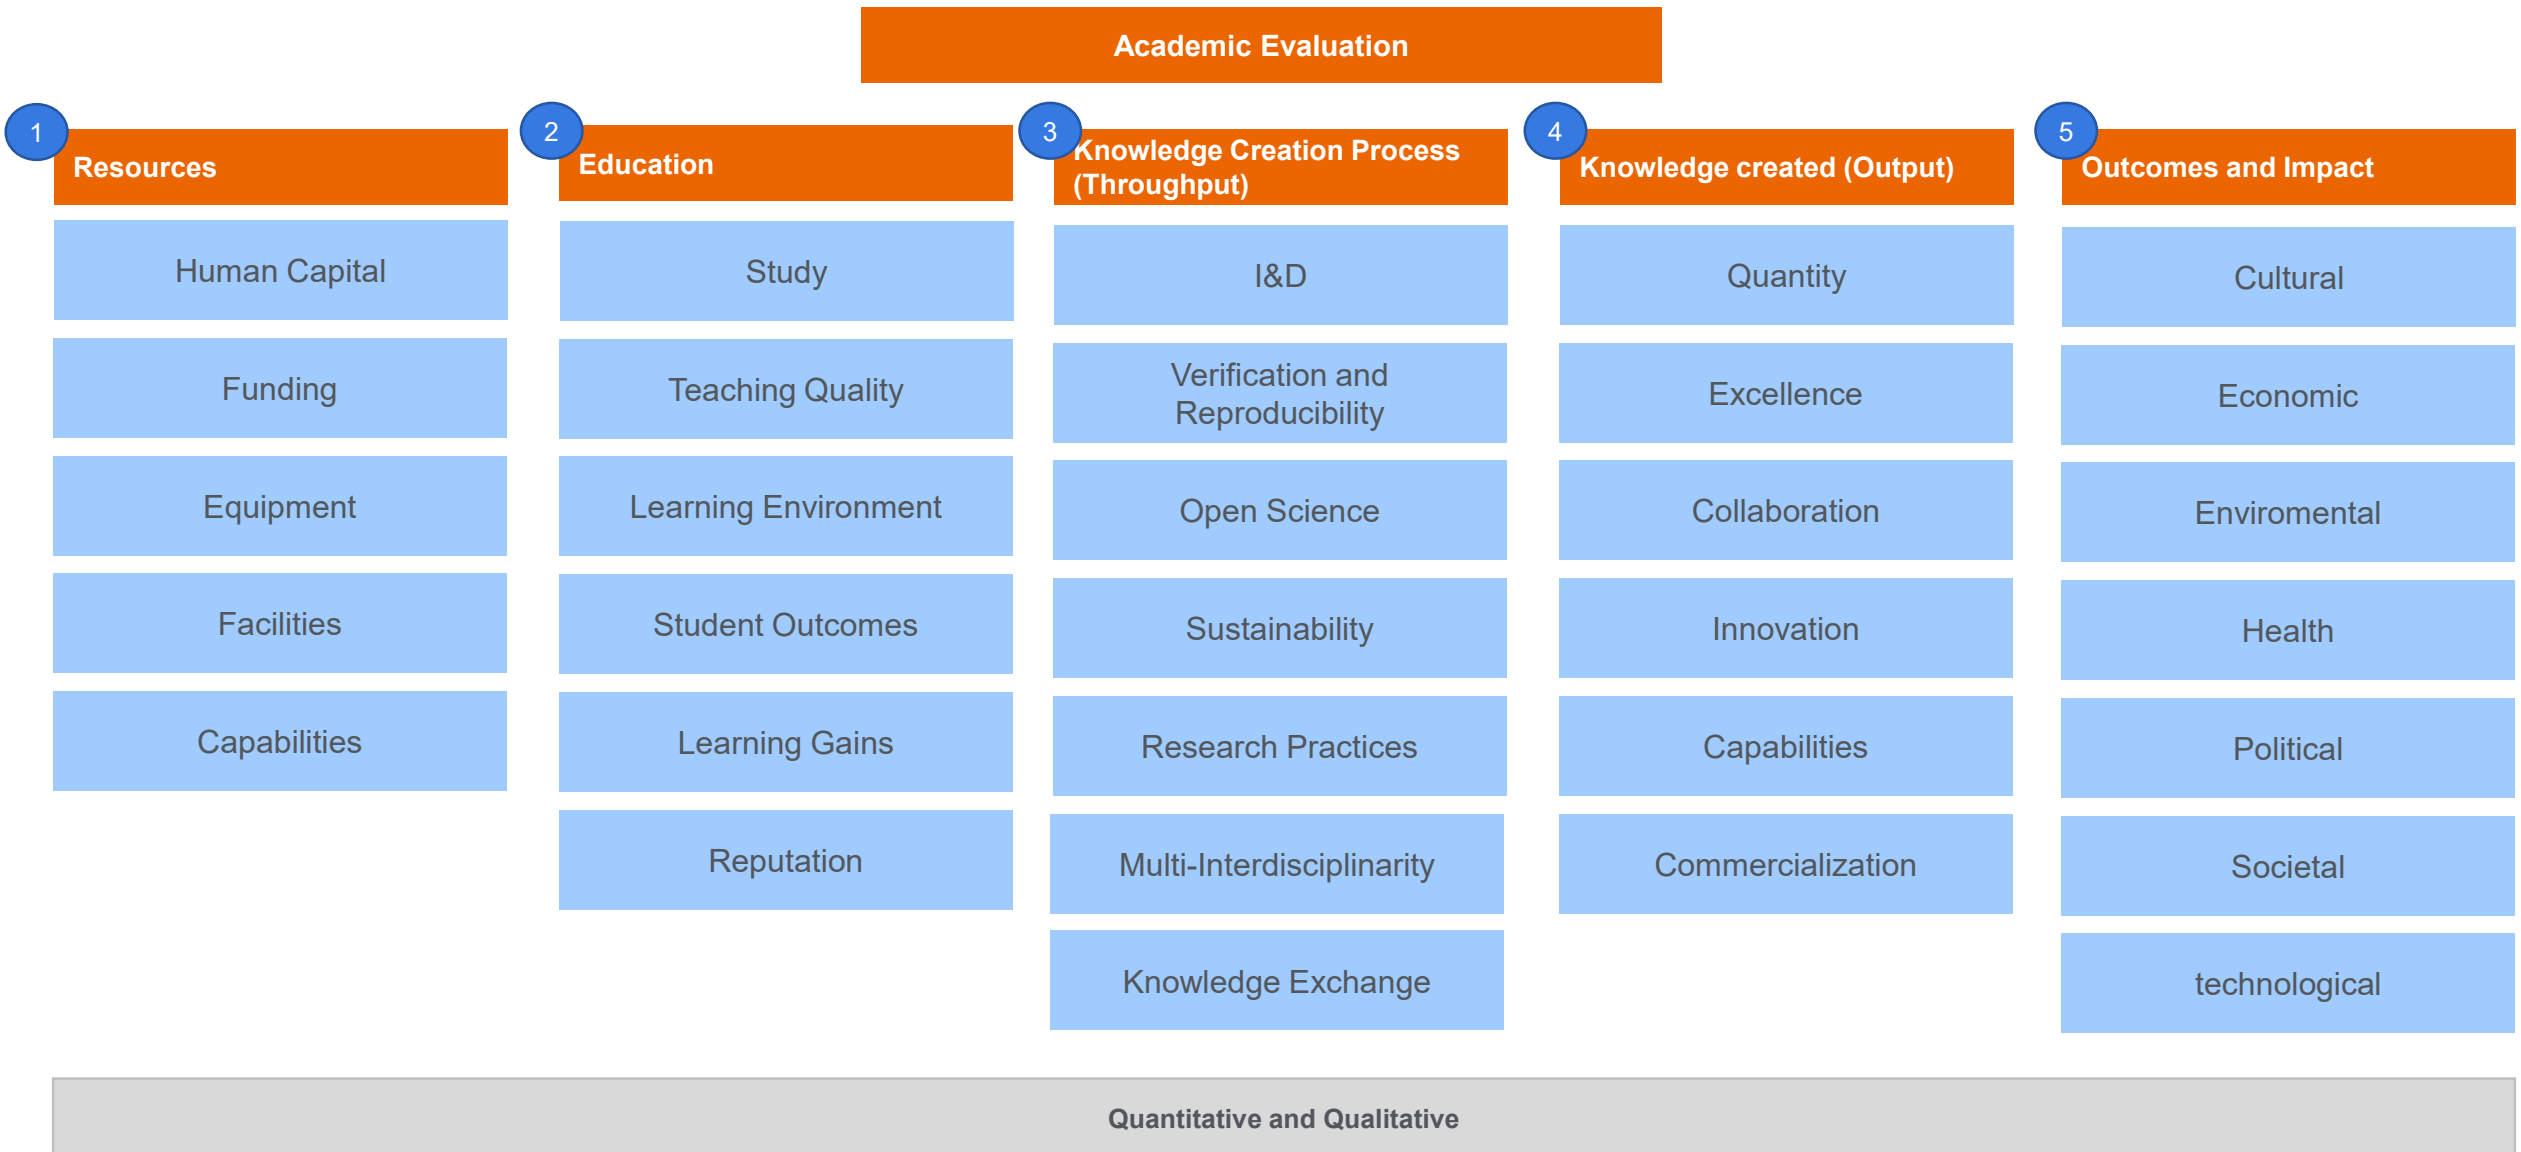 Academic Evaluation
1
Resources
Human Capital
Funding
Equipment
Facilities
Capabilities
2
Education
Study
Teaching Quality
Learning Environment
Student Outcomes
Learning Gains
Reputation
3
Knowledge Creation Process
(Throughput)
I&D
Verification and
Reproducibility
Open Science
Sustainability
Research Practices
Multi-Interdisciplinarity
Knowledge Exchange
4
Knowledge created (Output)
Quantity
Excellence
Collaboration
Innovation
Capabilities
Commercialization
5
Outcomes and Impact
Cultural
Economic
Enviromental
Health
Political
Societal
technological
Quantitative and Qualitative